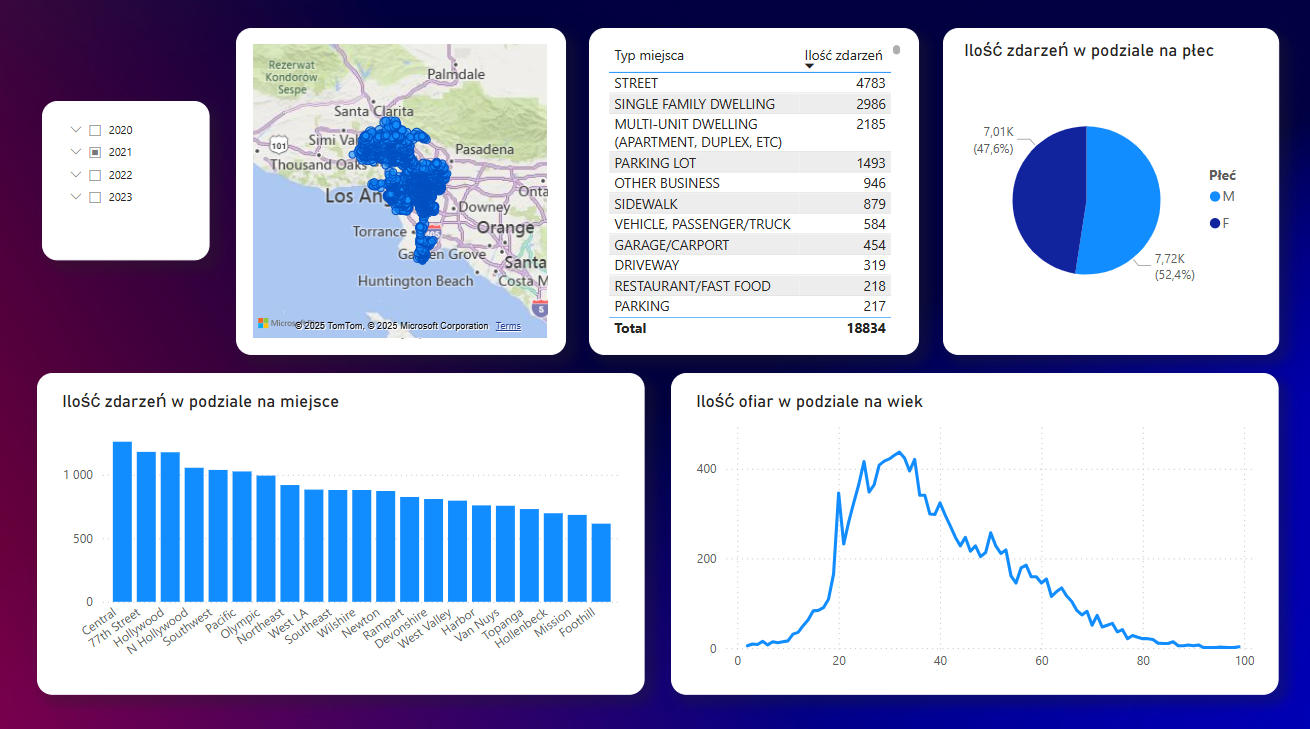 2020
2021
2022
2023
Rezerwat
Kondorów
Sespe
Palmdale
Santa Clarita
101
Simi
Thousand Oaks
Pasadena
Los An
Onta
Downey
Torrance
Orange
Garden Grove
Santa
Huntington Beach
Costa M
5
Microsoft
© 2025 TomTom, © 2025 Microsoft Corporation Terms
Typ miejsca Ilość zdarzeń
STREET 4783
SINGLE FAMILY DWELLING 2986
MULTI-UNIT DWELLING 2185
(APARTMENT, DUPLEX, ETC)
PARKING LOT 1493
OTHER BUSINESS 946
SIDEWALK 879
VEHICLE, PASSENGER/TRUCK 584
GARAGE/CARPORT 454
DRIVEWAY 319
RESTAURANT/FAST FOOD 218
PARKING 217
Total 18834
Ilość zdarzeń w podziale na płec
7,01K
(47,6%)
7,72K
(52,4%)
Płeć
M
F
Ilość zdarzeń w podziale na miejsce
1 000
500
0
Central
77th Street
Hollywood
N Hollywood
Southwest
Pacific
Olympic
Northeast
West LA
Southeast
Wilshire
Newton
Rampart
Devonshire
West Valley
Harbor
Van Nuys
Topanga
Hollenbeck
Mission
Foothill
Ilość ofiar w podziale na wiek
400
200
0
0 20 40 60 80 100